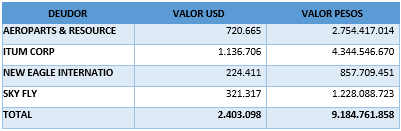 DEUDOR VALOR USD VALOR PESOS
AEROPARTS & RESOURCE 720.665 2.754.417.014
ITUM CORP 1.136.706 4.344.546.670
NEW EAGLE INTERNATIO 224.411 857.709.451
SKY FLY 321.317 1.228.088.723
TOTAL 2.403.098 9.184.761.858